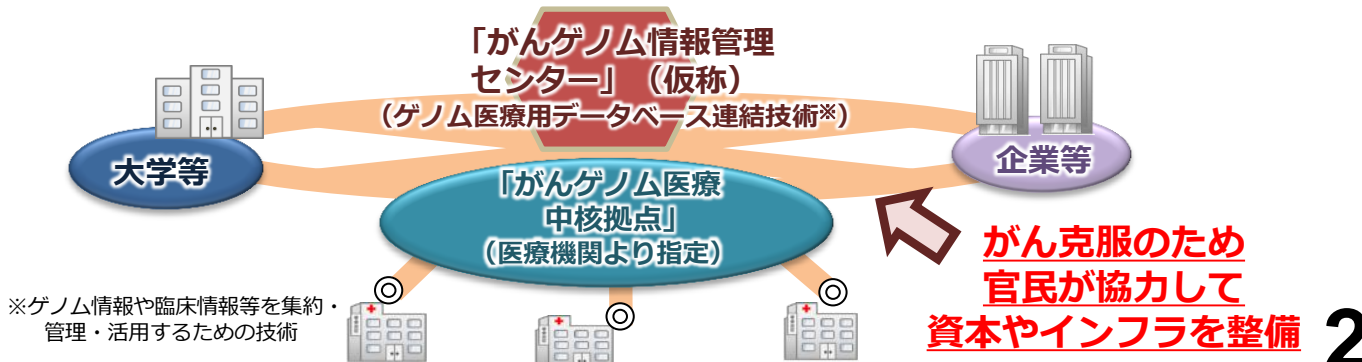 「がんゲノム情報管理
センター」（仮称）
（ゲノム医療用データベース連結技術※）
大学等
企業等
「がんゲノム医療
中核拠点」
（医療機関より指定）
がん克服のため
官民が協力して
資本やインフラを整備
※ゲノム情報や臨床情報等を集約・
管理・活用するための技術
◎
◎
◎
2